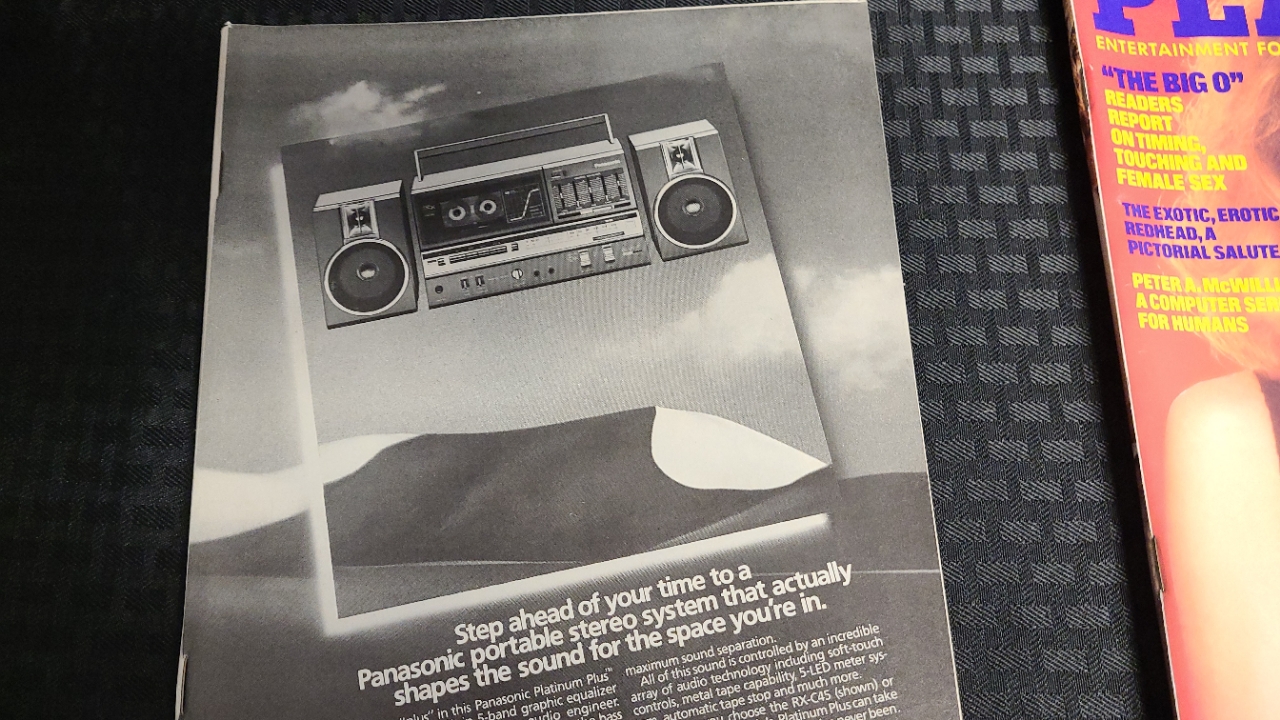 Panasonic
Step ahead of your time to a
Panasonic portable stereo system that actually
shapes the sound for the space you're in.
"plus" in this Panasonic Platinum Plus™
5-band graphic equalizer
audio engineer.
bass
maximum sound separation.
All of this sound is controlled by an incredible
array of audio technology including soft-touch
controls, metal tape capability, 5-LED meter sys-
automatic tape stop and much more.
choose the RX-C45 (shown) or
Platinum Plus can take
never been.
ENTERTAINMENT FO
"THE BIG O"
READERS
REPORT
ON TIMING,
TOUCHING AND
FEMALE SEX
THE EXOTIC, EROTIC
REDHEAD, A
PICTORIAL SALUTE
PETER A. McWILLI
A COMPUTER SER
FOR HUMANS